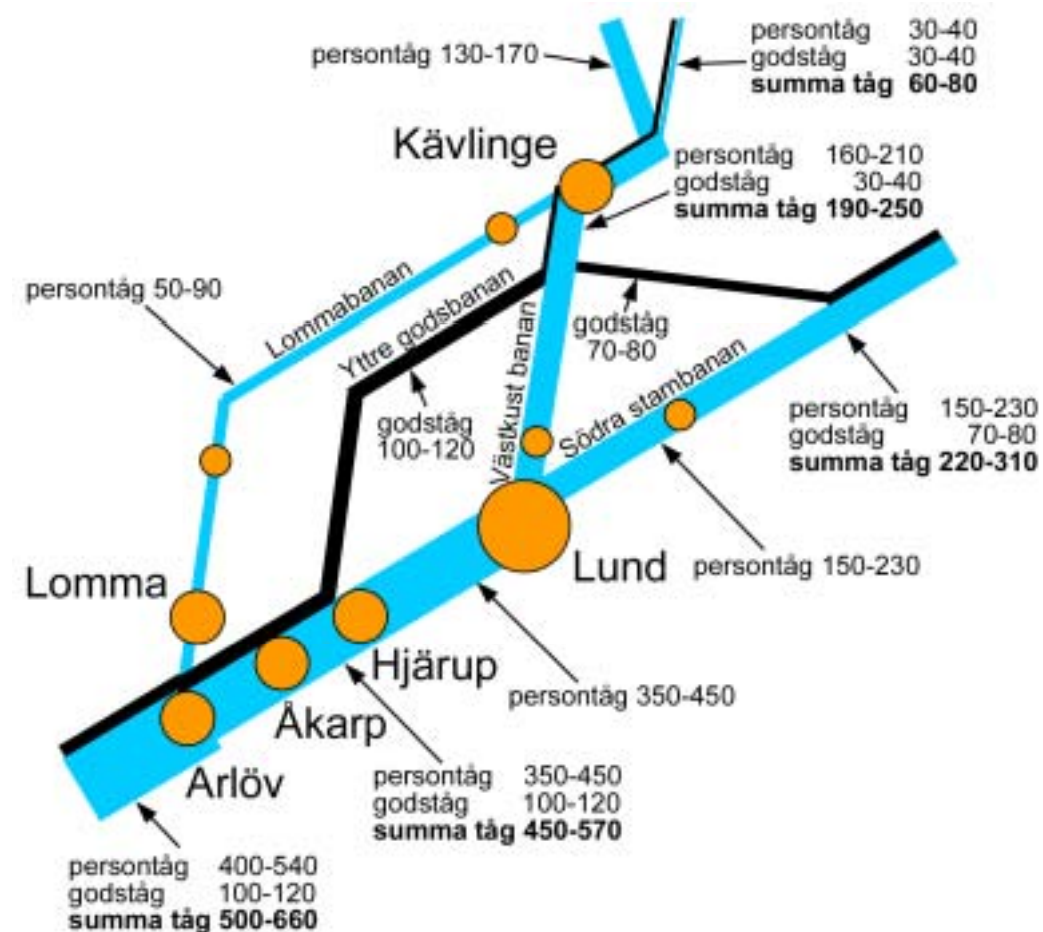 persontåg 130-170
persontåg 30-40
godståg 30-40
summa tåg 60-80
Kävlinge
persontåg 160-210
godståg 30-40
summa tåg 190-250
persontåg 50-90
Lommabanan
Yttre godsbanan
godståg
100-120
Västkust banan
godståg
70-80
Södra stambanan
persontåg 150-230
godståg 70-80
summa tåg 220-310
Lomma
Lund
persontåg 150-230
Hjärup
persontåg 350-450
Åkarp
Arlöv
persontåg 350-450
godståg 100-120
summa tåg 450-570
persontåg 400-540
godståg 100-120
summa tåg 500-660